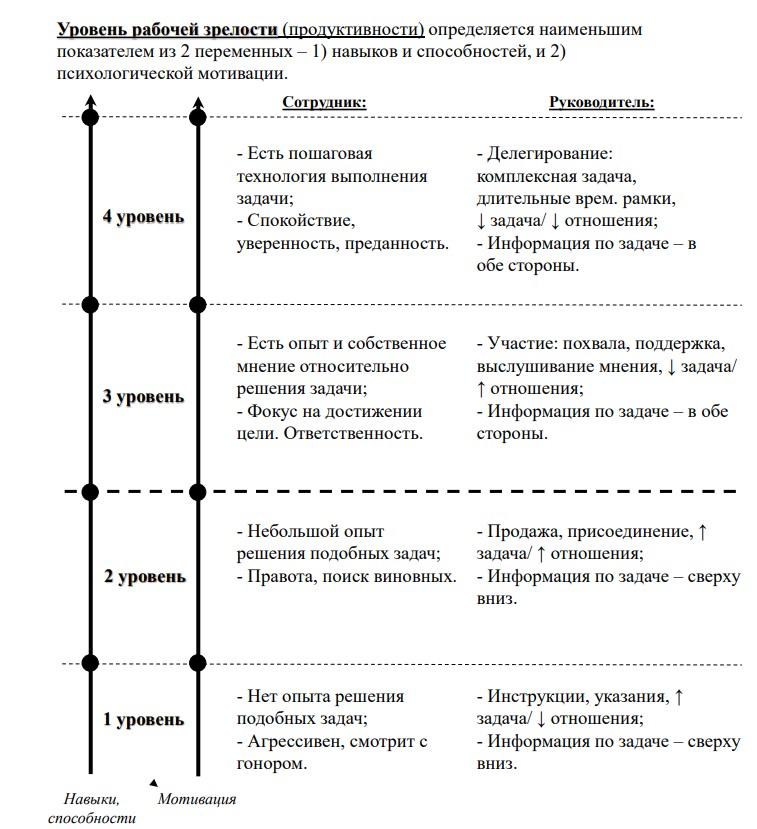 Уровень рабочей зрелости (продуктивности) определяется наименьшим
показателем из 2 переменных – 1) навыков и способностей, и 2)
психологической мотивации.
Сотрудник:
Руководитель:
4 уровень
- Есть пошаговая
технология выполнения
задачи;
- Спокойствие,
уверенность, преданность.
- Делегирование:
комплексная задача,
длительные врем. рамки,
↓ задача/ ↓ отношения;
- Информация по задаче – в
обе стороны.
3 уровень
- Есть опыт и собственное
мнение относительно
решения задачи;
- Фокус на достижении
цели. Ответственность.
- Участие: похвала, поддержка,
выслушивание мнения, ↓ задача/
↑ отношения;
- Информация по задаче – в обе
стороны.
2 уровень
- Небольшой опыт
решения подобных задач;
- Правота, поиск виновных.
- Продажа, присоединение, ↑
задача/ ↑ отношения;
- Информация по задаче – сверху
вниз.
1 уровень
- Нет опыта решения
подобных задач;
- Агрессивен, смотрит с
гонором.
- Инструкции, указания, ↑
задача/ ↓ отношения;
- Информация по задаче – сверху
вниз.
Навыки,
способности
Мотивация